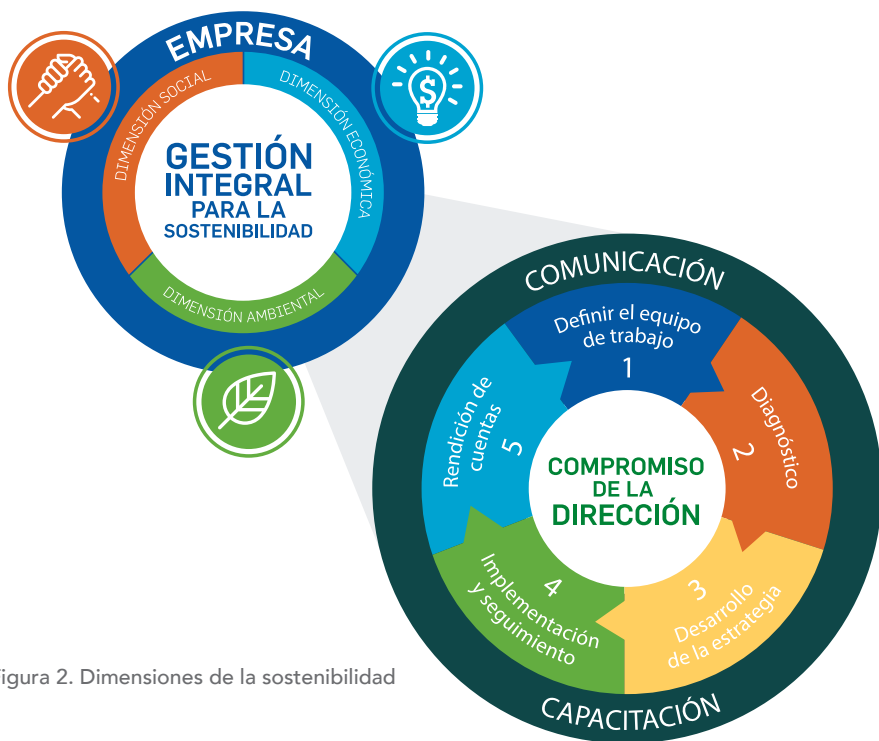 EMPRESA
DIMENSIÓN SOCIAL
DIMENSIÓN ECONÓMICA
DIMENSIÓN AMBIENTAL
GESTIÓN
INTEGRAL
PARA LA
SOSTENIBILIDAD
$
COMUNICACIÓN
Definir el equipo
de trabajo
1
Diagnóstico
2
3
Desarrollo
de la estrategia
4
Implementación
y seguimiento
Rendición de
cuentas
5
COMPROMISO
DE LA
DIRECCIÓN
CAPACITACIÓN
igura 2. Dimensiones de la sostenibilidad